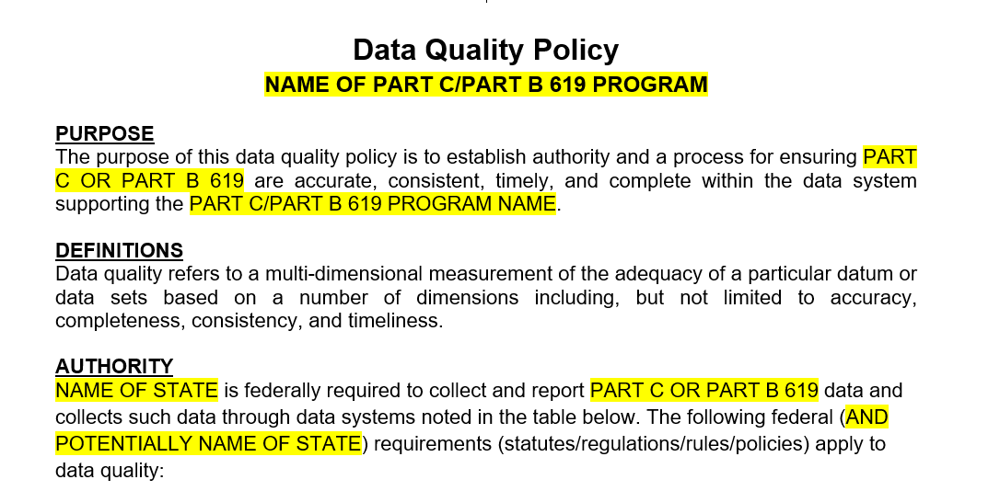 Data Quality Policy
NAME OF PART C/PART B 619 PROGRAM
PURPOSE
The purpose of this data quality policy is to establish authority and a process for ensuring PART
C OR PART B 619 are accurate, consistent, timely, and complete within the data system
supporting the PART C/PART B 619 PROGRAM NAME.
DEFINITIONS
Data quality refers to a multi-dimensional measurement of the adequacy of a particular datum or
data sets based on a number of dimensions including, but not limited to accuracy,
completeness, consistency, and timeliness.
AUTHORITY
NAME OF STATE is federally required to collect and report PART C OR PART B 619 data and
collects such data through data systems noted in the table below. The following federal (AND
POTENTIALLY NAME OF STATE) requirements (statutes/regulations/rules/policies) apply to
data quality: